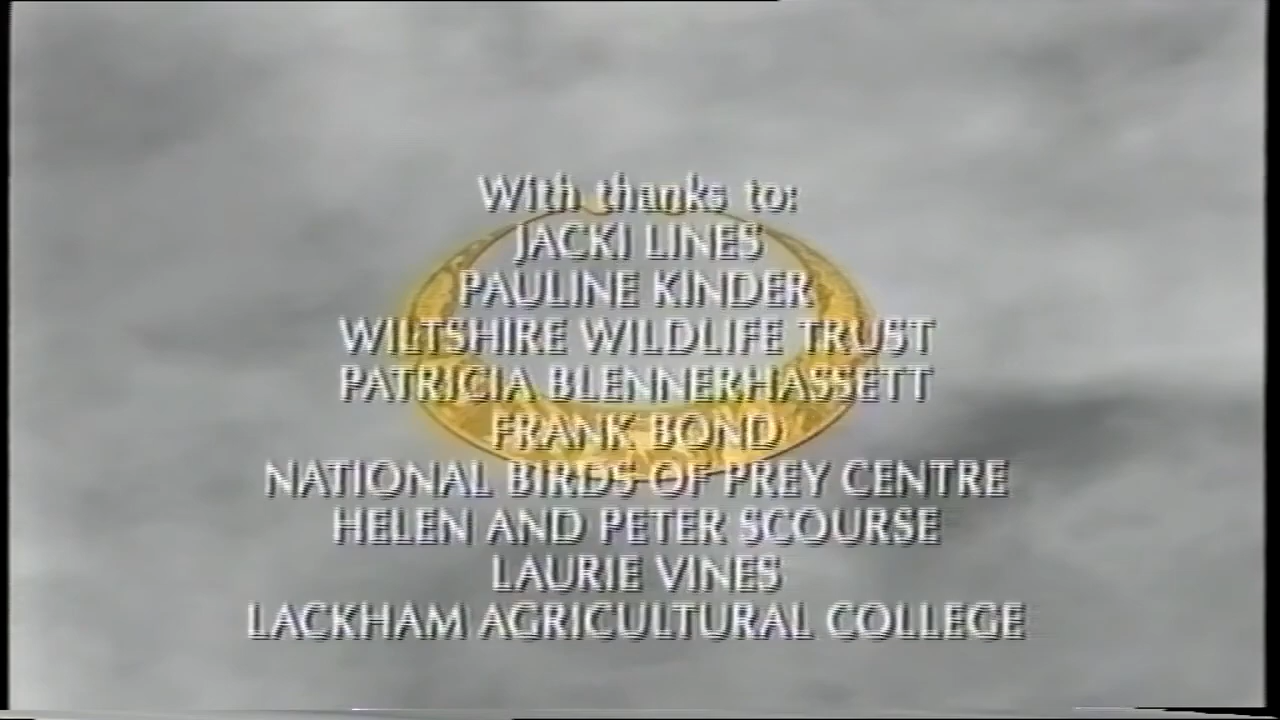 With thanks to:
JACKI LINES
PAULINE KINDER
WILTSHIRE WILDLIFE TRUST
PATRICIA BLENNERHASSETT
FRANK BOND
NATIONAL BIRDS OF PREY CENTRE
HELEN AND PETER SCOURSE
LAURIE VINES
LACKHAM AGRICULTURAL COLLEGE